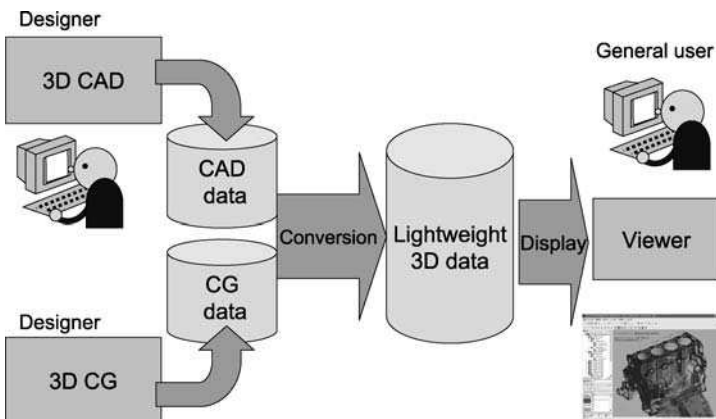 Designer
3D CAD
CAD
data
CG
data
Designer
3D CG
Conversion
Lightweight
3D data
Display
General user
Viewer